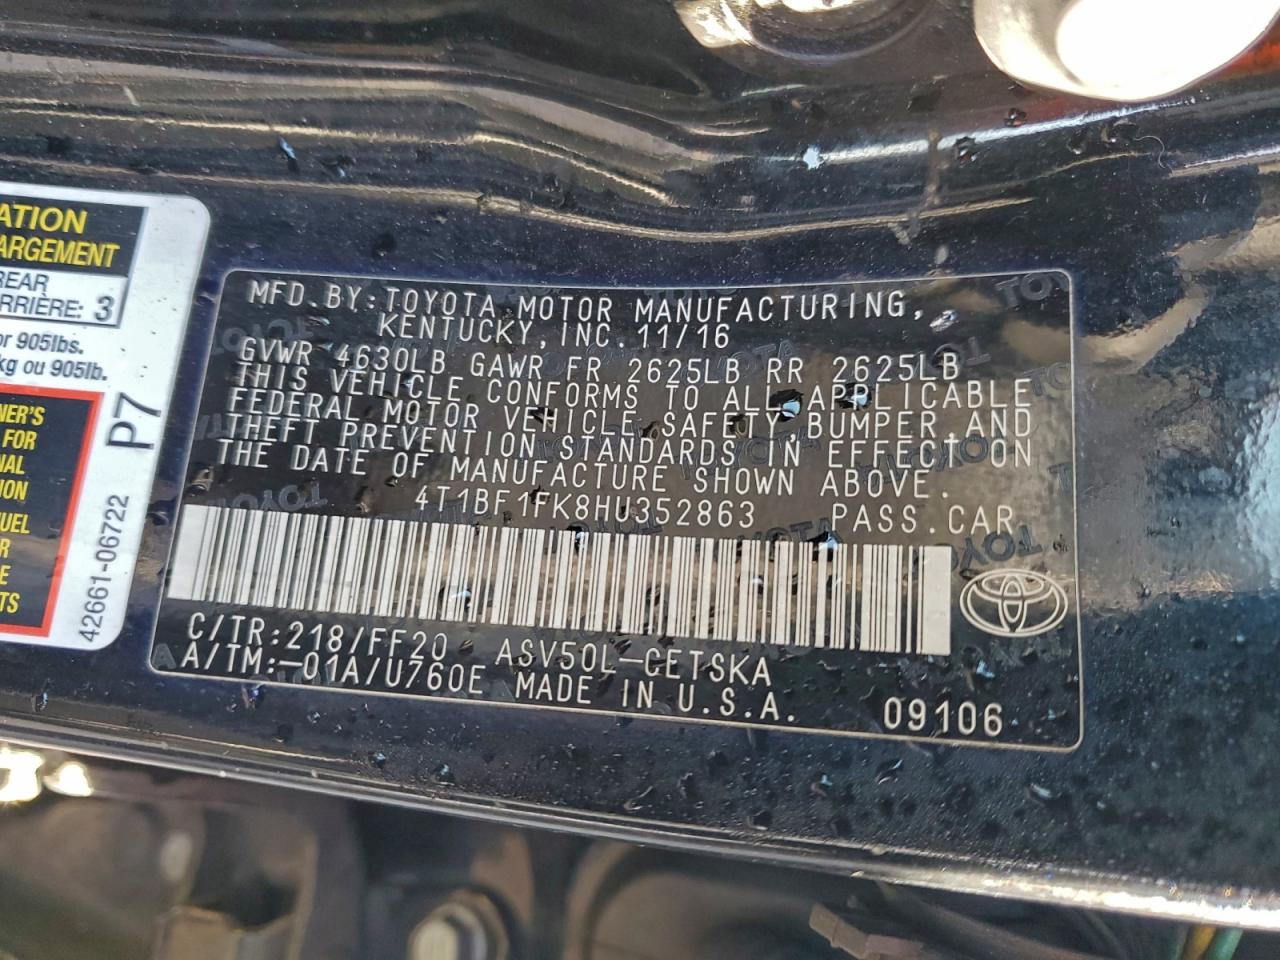 ATION
ARGEMENT
REAR
3
or 905lbs.
kg ou 905lb.
NER'S
FOR
NAL
ION
UEL
R
E
TS
P7
42661-06722
MFD.BY:TOYOTA MOTOR MANUFACTURING,
KENTUCKY, INC.11/16
GVWR 4630LB GAWR FR 2625LB RR 2625LB
THIS VEHICLE CONFORMS TO ALL APPLICABLE
FEDERAL MOTOR VEHICLE SAFETY,BUMPER AND
THEFT PREVENTION STANDARDS IN EFFECT ON
THE DATE OF MANUFACTURE SHOWN ABOVE.
4T1BF1FK8HU352863 PASS.CAR
C/TR:218/FF20 ASV50L-CETSKA
A/TM:-01A/U760E MADE IN U.S.A. 09106